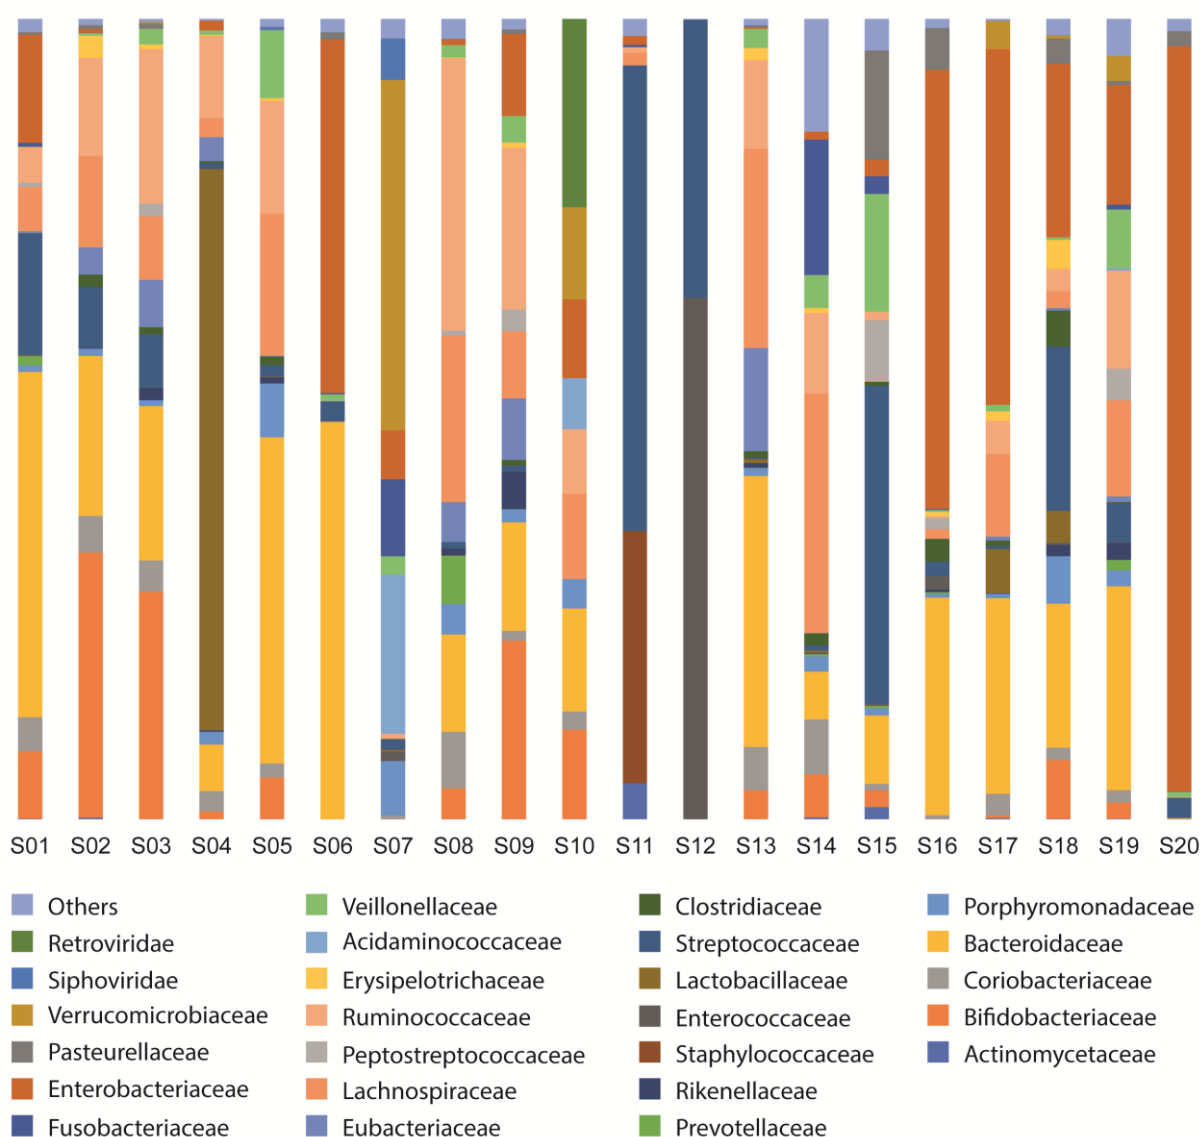 S01 S02 S03 S04 S05 S06 S07 S08 S09 S10 S11 S12 S13 S14 S15 S16 S17 S18 S19 S20
Others
Retroviridae
Siphoviridae
Verrucomicrobiaceae
Pasteurellaceae
Enterobacteriaceae
Fusobacteriaceae
Veillonellaceae
Acidaminococcaceae
Erysipelotrichaceae
Ruminococcaceae
Peptostreptococcaceae
Lachnospiraceae
Eubacteriaceae
Clostridiaceae
Streptococcaceae
Lactobacillaceae
Enterococcaceae
Staphylococcaceae
Rikenellaceae
Prevotellaceae
Porphyromonadaceae
Bacteroidaceae
Coriobacteriaceae
Bifidobacteriaceae
Actinomycetaceae